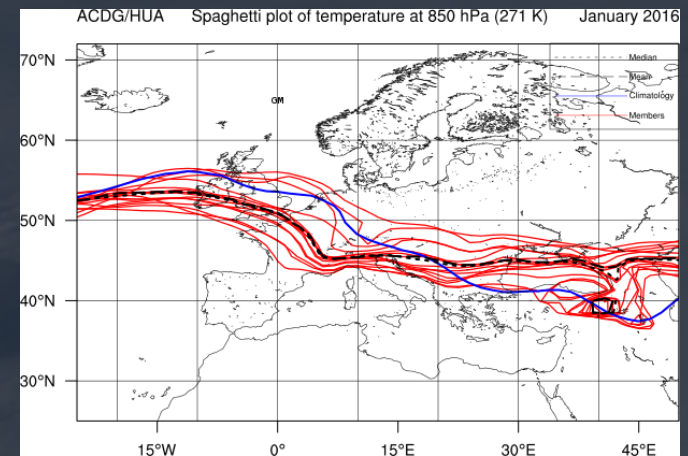 ACDG/HUA Spaghetti plot of temperature at 850 hPa (271 K) January 2016
70°N
Median
Mean
Climatology
GM
Members
60°N
50°N
40°N
30°N
15°W 0° 15°E 30°E 45°E